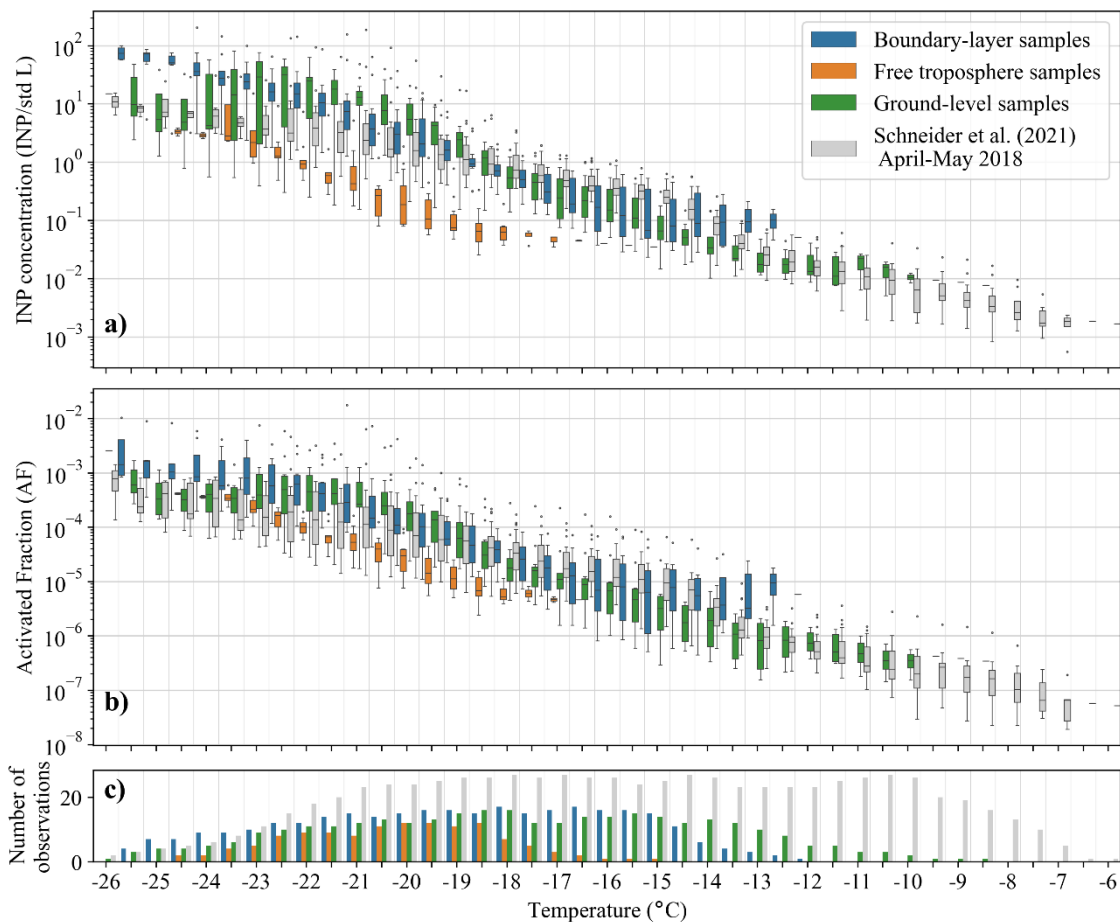 10²
10¹
10⁰
10⁻¹
10⁻²
10⁻³
INP concentration (INP/std L)
a)
Boundary-layer samples
Free troposphere samples
Ground-level samples
Schneider et al. (2021)
April-May 2018
10⁻²
10⁻³
10⁻⁴
10⁻⁵
10⁻⁶
10⁻⁷
10⁻⁸
Activated Fraction (AF)
b)
Number of
observations
20
0
c)
-26 -25 -24 -23 -22 -21 -20 -19 -18 -17 -16 -15 -14 -13 -12 -11 -10 -9 -8 -7 -6
Temperature (°C)